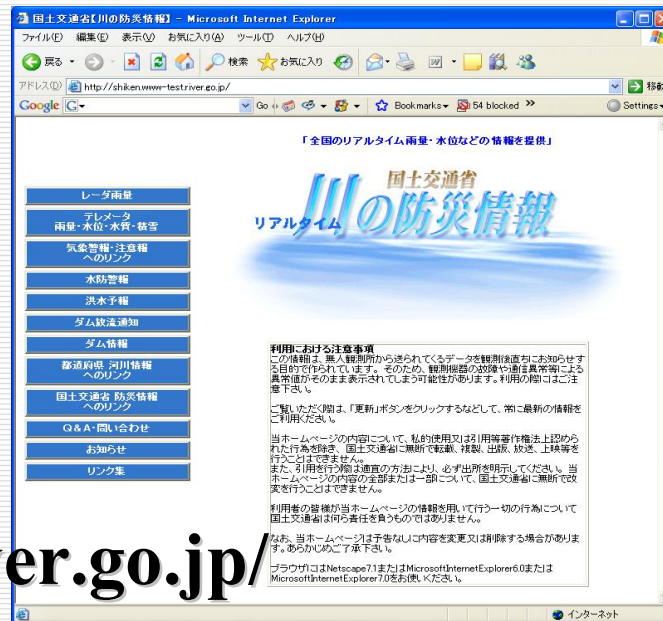 国土交通省【川の防災情報】 - Microsoft Internet Explorer
ファイル(F) 編集(E) 表示(V) お気に入り(A) ツール(T) ヘルプ(H)
戻る 検索 お気に入り
アドレス(D) http://shiken.www-test.river.go.jp/ 移動
Google G Go Bookmarks 54 blocked Settings
「全国のリアルタイム雨量・水位などの情報を提供」
国土交通省
リアルタイム 川の防災情報
レーダ雨量
テレメータ
雨量・水位・水質・積雪
気象警報・注意報
へのリンク
水防警報
洪水予報
ダム放流通知
ダム情報
都道府県 河川情報
へのリンク
国土交通省 防災情報
へのリンク
Q&A・問い合わせ
お知らせ
リンク集
利用における注意事項
この情報は、無人観測所から送られてくるデータを観測後直ちにお知らせす
る目的で作られています。そのため、観測機器の故障や通信異常等による
異常値がそのまま表示されてしまう可能性があります。利用の際にはご注
意下さい。
ご覧いただく際は、「更新」ボタンをクリックするなどして、常に最新の情報を
ご利用ください。
当ホームページの内容について、私的使用又は引用等著作権法上認めら
れた行為を除き、国土交通省に無断で転載、複製、出版、放送、上映等を
行うことはできません。
また、引用を行う際は適宜の方法により、必ず出所を明示してください。当
ホームページの内容の全部または一部について、国土交通省に無断で改
変を行うことはできません。
利用者の皆様が当ホームページの情報を用いて行う一切の行為について
国土交通省は何ら責任を負うものではありません。
なお、当ホームページは予告なしに内容を変更又は削除する場合がありま
す。あらかじめご了承下さい。
ブラウザにはNetscape7.1またはMicrosoftInternetExplorer6.0または
MicrosoftInternetExplorer7.0をお使いください。
er.go.jp/
インターネット